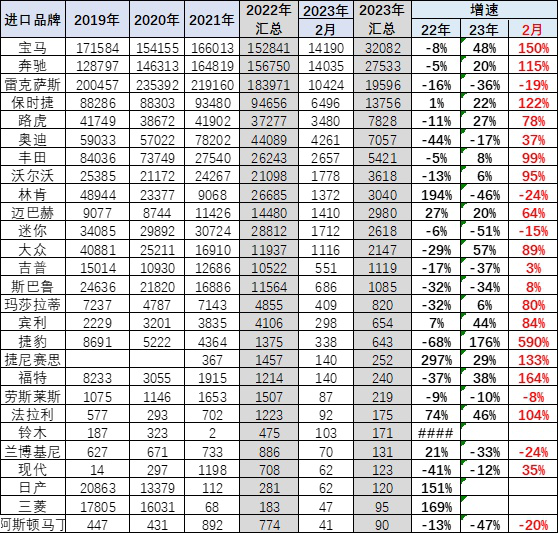 进口品牌 2019年 2020年 2021年 2022年汇总 2023年2月 2023年汇总 增速
22年 23年 2月
宝马 171584 154155 166013 152841 14190 32082 -8% 48% 150%
奔驰 128797 146313 164819 156750 14035 27533 -5% 20% 115%
雷克萨斯 200457 235392 219160 183971 10424 19596 -16% -36% -19%
保时捷 88286 88303 93480 94656 6496 13756 1% 22% 122%
路虎 41749 38672 41902 37277 3480 7828 -11% 27% 78%
奥迪 59033 57022 78202 44089 4261 7057 -44% -17% 37%
丰田 84036 73749 27540 26243 2657 5421 -5% 8% 99%
沃尔沃 25385 21172 24267 21098 1778 3618 -13% 6% 95%
林肯 48944 23377 9068 26685 1372 3040 194% -46% -24%
迈巴赫 9077 8744 11426 14480 1410 2980 27% 20% 64%
迷你 34085 29892 30724 28812 1712 2618 -6% -51% -15%
大众 40881 25211 16910 11937 1116 2147 -29% 57% 89%
吉普 15014 10930 12686 10522 551 1119 -17% -37% 3%
斯巴鲁 24636 21820 16886 11564 686 1085 -32% -34% 8%
玛莎拉蒂 7237 4787 7143 4855 409 820 -32% 6% 80%
宾利 2229 3201 3835 4106 298 654 7% 44% 84%
捷豹 8691 5222 4364 1375 338 643 -68% 176% 590%
捷尼赛思 367 1457 140 252 297% 29% 133%
福特 8233 3055 1915 1214 140 240 -37% 38% 164%
劳斯莱斯 1075 1146 1653 1507 87 219 -9% -10% -8%
法拉利 577 293 702 1223 92 175 74% 46% 104%
铃木 187 323 2 475 103 171 ####
兰博基尼 627 671 733 886 70 131 21% -33% -24%
现代 14 297 1198 708 62 123 -41% -12% 35%
日产 20863 13379 112 281 62 120 151%
三菱 17805 16031 68 183 47 95 169%
阿斯顿马丁 447 431 892 774 41 90 -13% -47% -20%